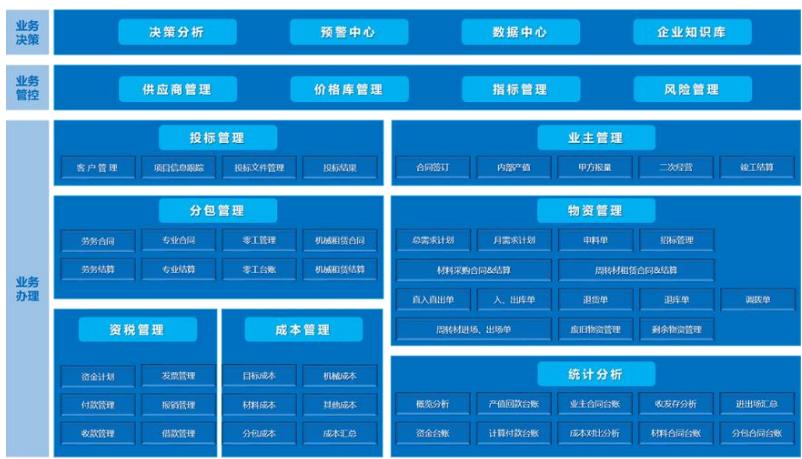 业务决策
决策分析 预警中心 数据中心 企业知识库
业务管控
供应商管理 价格库管理 指标管理 风险管理
业务办理
投标管理
客户管理 项目信息跟踪 投标文件管理 投标结果
业主管理
合同签订 内部产值 甲方报量 二次经营 竣工结算
分包管理
劳务合同 专业合同 零工管理 机械租赁合同
劳务结算 专业结算 零工台账 机械租赁结算
物资管理
总需求计划 月需求计划 申料单 招标管理
材料采购合同&结算 周转材租赁合同&结算
直入直出单 入、出库单 退货单 退库单 调拨单
周转材进场、出场单 废旧物资管理 剩余物资管理
资税管理
资金计划 发票管理
付款管理 报销管理
收款管理 借款管理
成本管理
目标成本 机械成本
材料成本 其他成本
分包成本 成本汇总
统计分析
概览分析 产值回款台账 业主合同台账 收发存分析 进出场汇总
资金台账 计算付款台账 成本对比分析 材料合同台账 分包合同台账